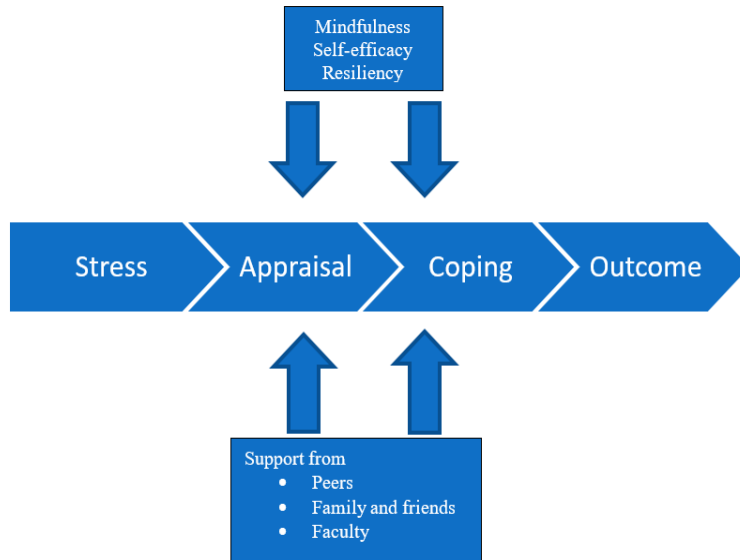 Mindfulness
Self-efficacy
Resiliency
Stress
Appraisal
Coping
Outcome
Support from
• Peers
• Family and friends
• Faculty